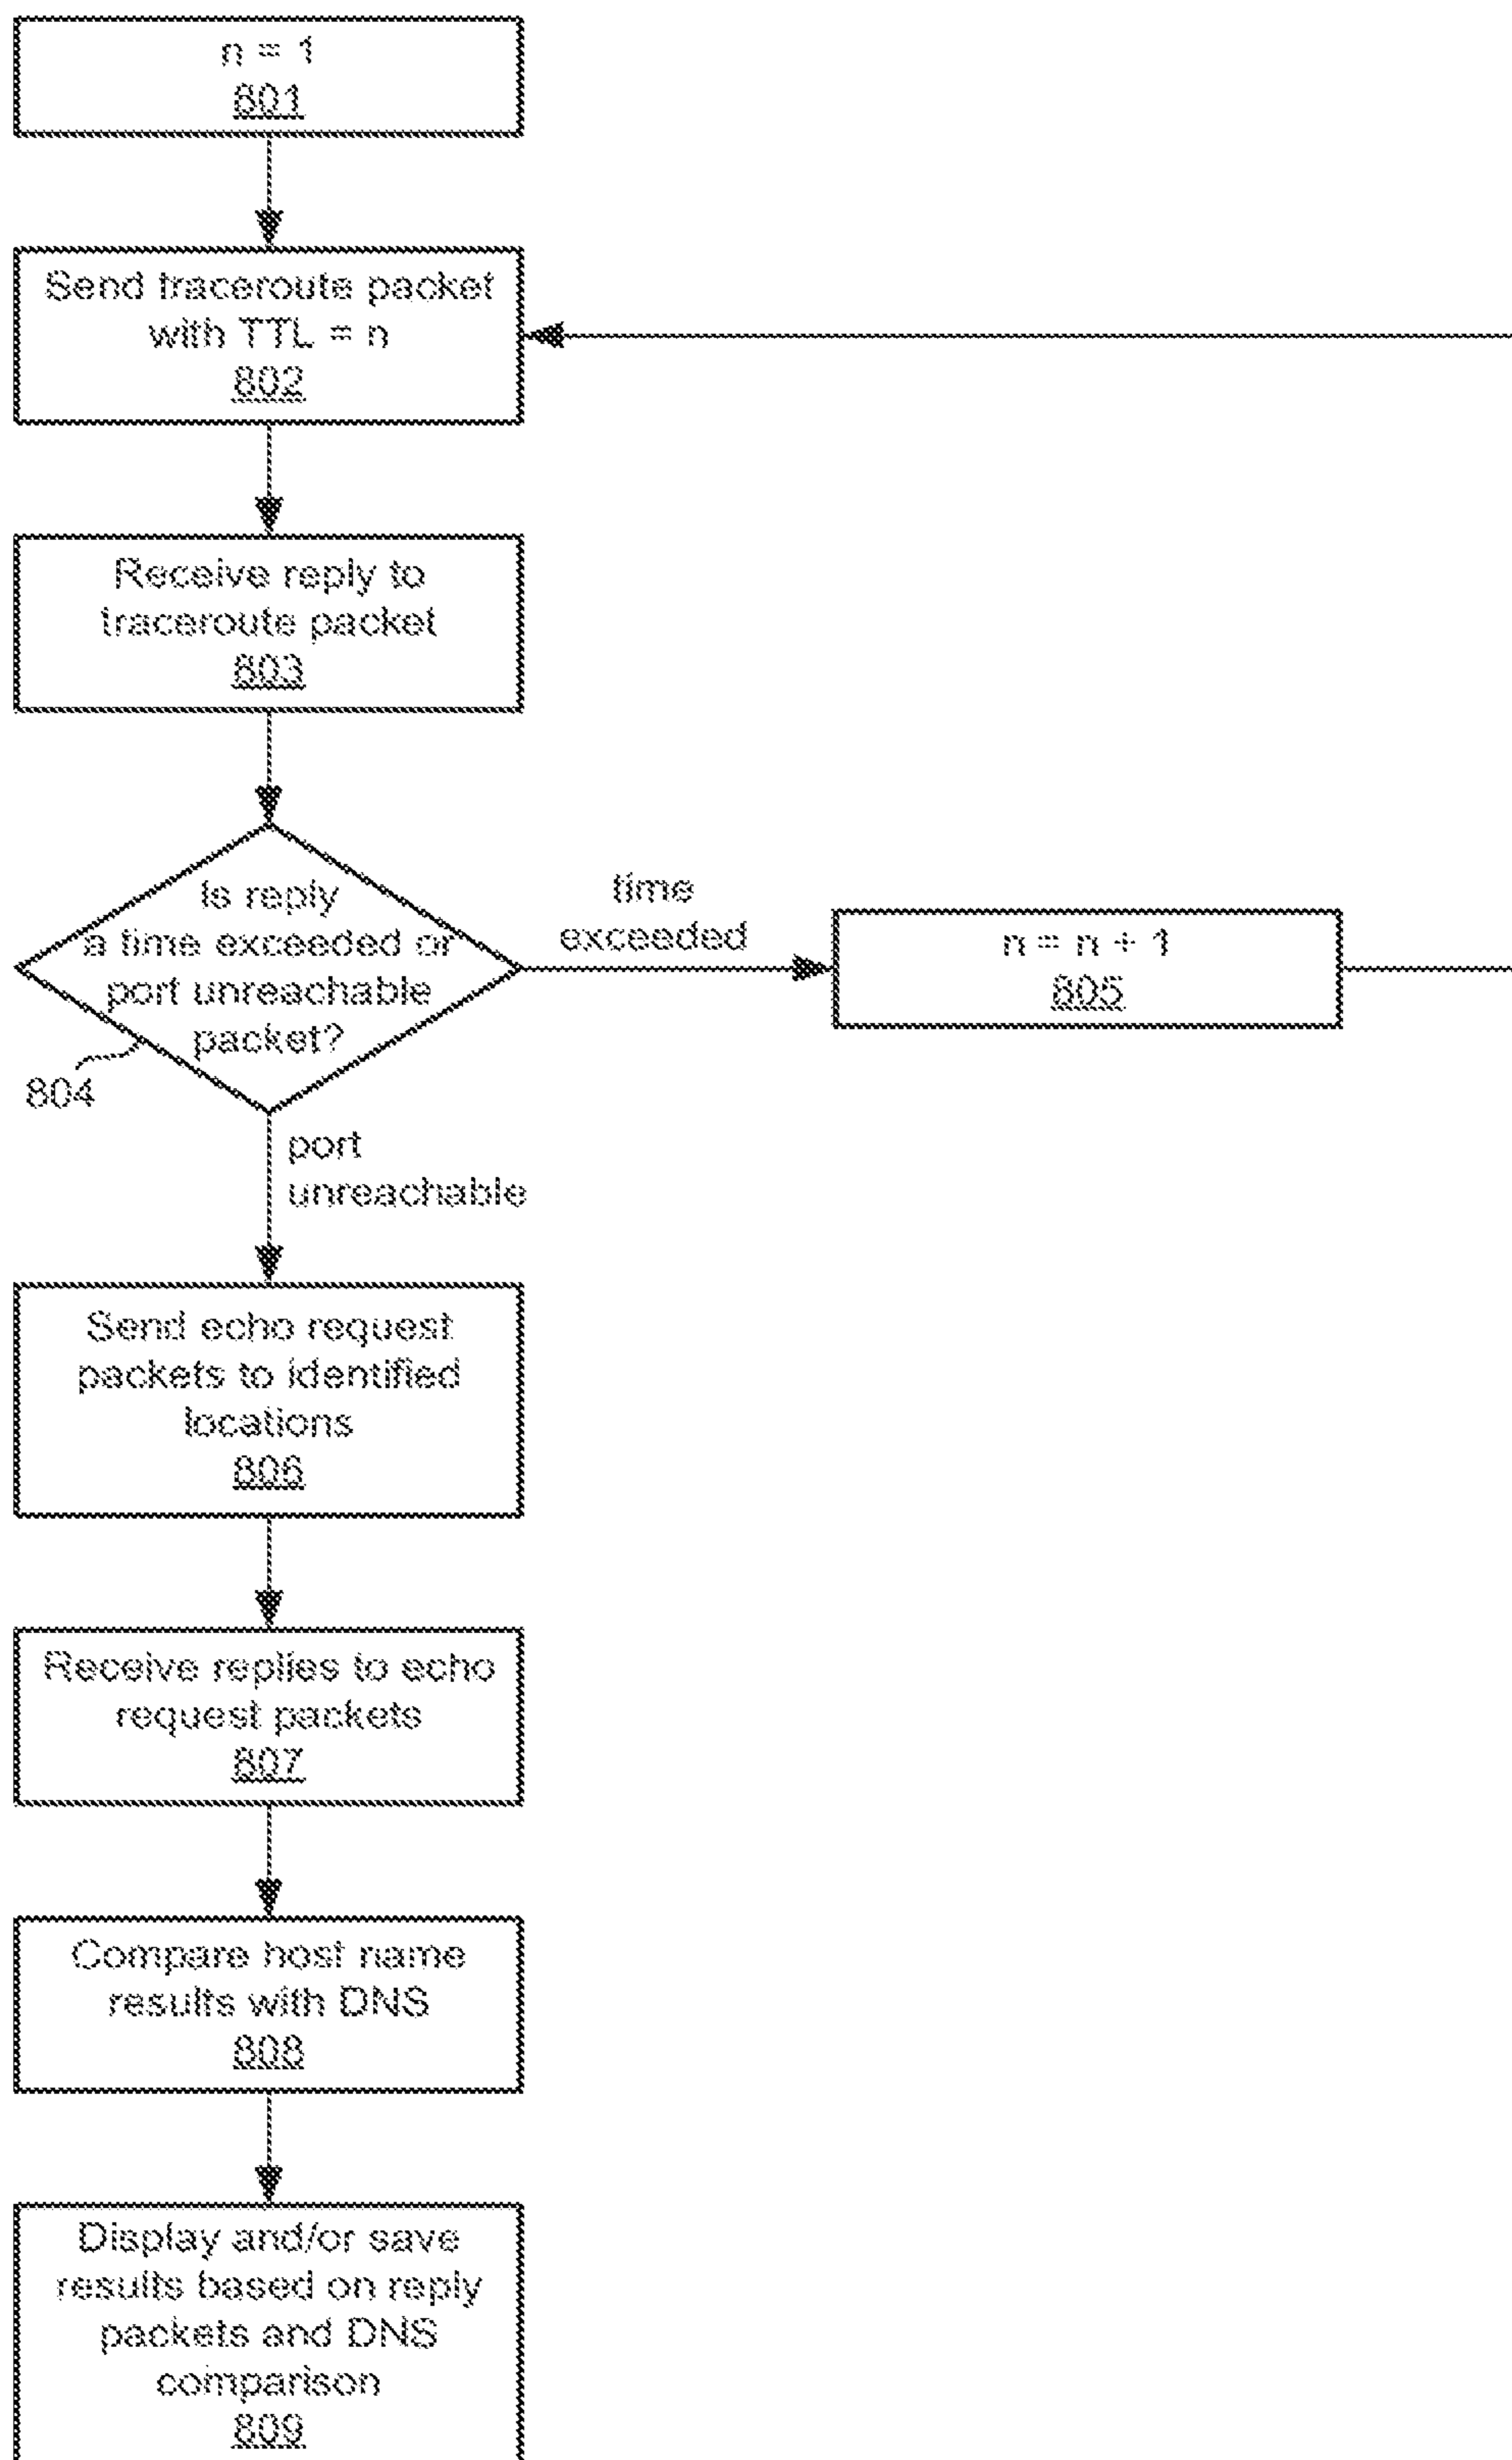 n = 1
801
Send traceroute packet
with TTL = n
802
Receive reply to
traceroute packet
803
Is reply
a time exceeded or
port unreachable
packet?
804
time
exceeded
n = n + 1
805
port
unreachable
Send echo request
packets to identified
locations
806
Receive replies to echo
request packets
807
Compare host name
results with DNS
808
Display and/or save
results based on reply
packets and DNS
comparison
809